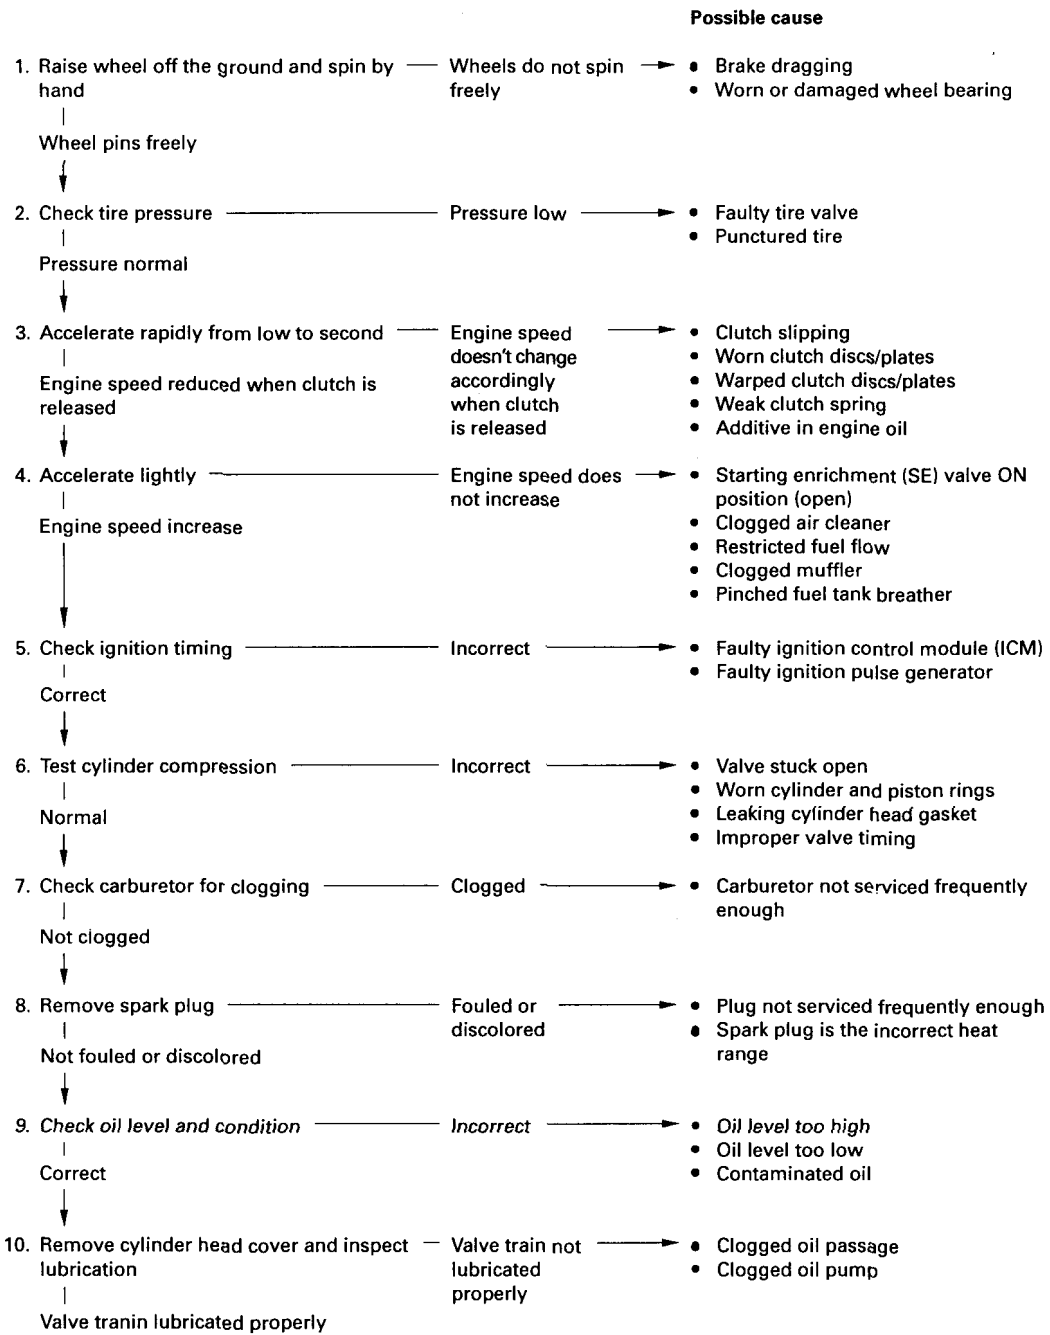 Possible cause
1. Raise wheel off the ground and spin by hand
Wheels do not spin freely
• Brake dragging
• Worn or damaged wheel bearing
Wheel pins freely
2. Check tire pressure
Pressure low
• Faulty tire valve
• Punctured tire
Pressure normal
3. Accelerate rapidly from low to second
Engine speed doesn't change accordingly when clutch is released
• Clutch slipping
• Worn clutch discs/plates
• Warped clutch discs/plates
• Weak clutch spring
• Additive in engine oil
Engine speed reduced when clutch is released
4. Accelerate lightly
Engine speed does not increase
• Starting enrichment (SE) valve ON position (open)
• Clogged air cleaner
• Restricted fuel flow
• Clogged muffler
• Pinched fuel tank breather
Engine speed increase
5. Check ignition timing
Incorrect
• Faulty ignition control module (ICM)
• Faulty ignition pulse generator
Correct
6. Test cylinder compression
Incorrect
• Valve stuck open
• Worn cylinder and piston rings
• Leaking cylinder head gasket
• Improper valve timing
Normal
7. Check carburetor for clogging
Clogged
• Carburetor not serviced frequently enough
Not clogged
8. Remove spark plug
Fouled or discolored
• Plug not serviced frequently enough
• Spark plug is the incorrect heat range
Not fouled or discolored
9. Check oil level and condition
Incorrect
• Oil level too high
• Oil level too low
• Contaminated oil
Correct
10. Remove cylinder head cover and inspect lubrication
Valve train not lubricated properly
• Clogged oil passage
• Clogged oil pump
Valve tranin lubricated properly